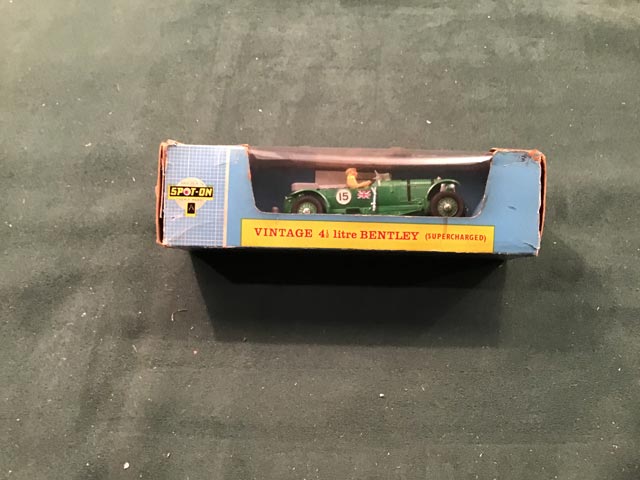 SPOT-ON
15
VINTAGE 4½ litre BENTLEY (SUPERCHARGED)